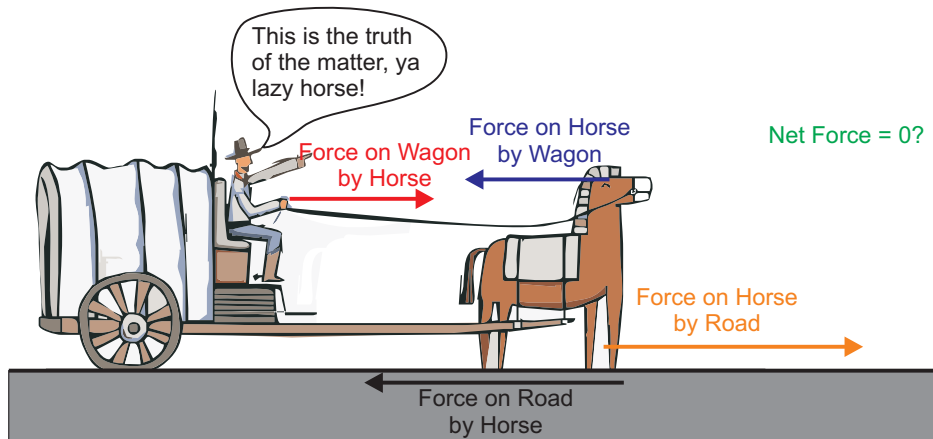 This is the truth
of the matter, ya
lazy horse!
Force on Wagon
by Horse
Force on Horse
by Wagon
Net Force = 0?
Force on Horse
by Road
Force on Road
by Horse